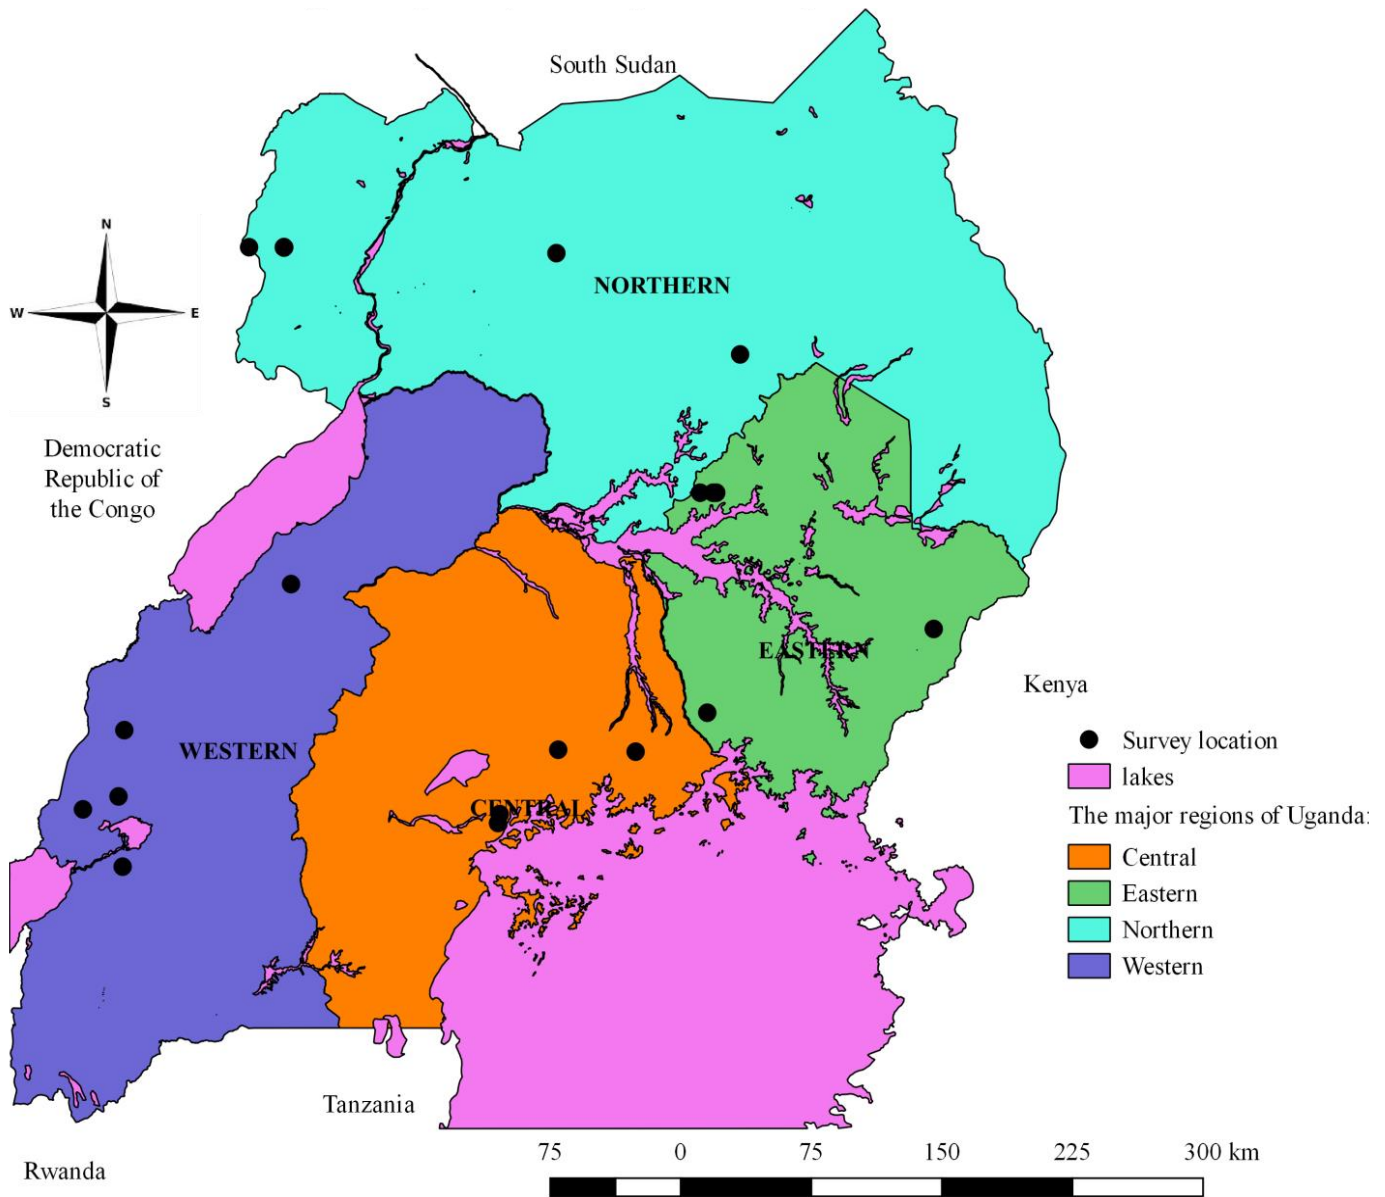 South Sudan
N
W
E
S
NORTHERN
Democratic
Republic of
the Congo
EASTERN
Kenya
WESTERN
CENTRAL
Survey location
lakes
The major regions of Uganda:
Central
Eastern
Northern
Western
Tanzania
Rwanda
75 0 75 150 225 300 km